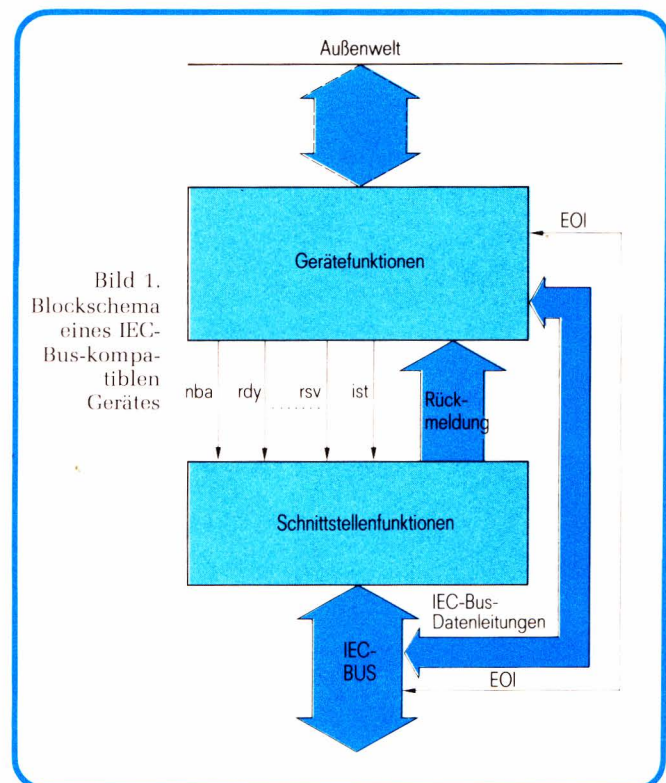 Außenwelt
EOI
Gerätefunktionen
Bild 1.
Blockschema
eines IEC-
Bus-kompa-
tiblen
Gerätes
nba rdy ........ rsv ist
Rück-
meldung
Schnittstellenfunktionen
IEC-Bus-
Datenleitungen
IEC-
BUS
EOI